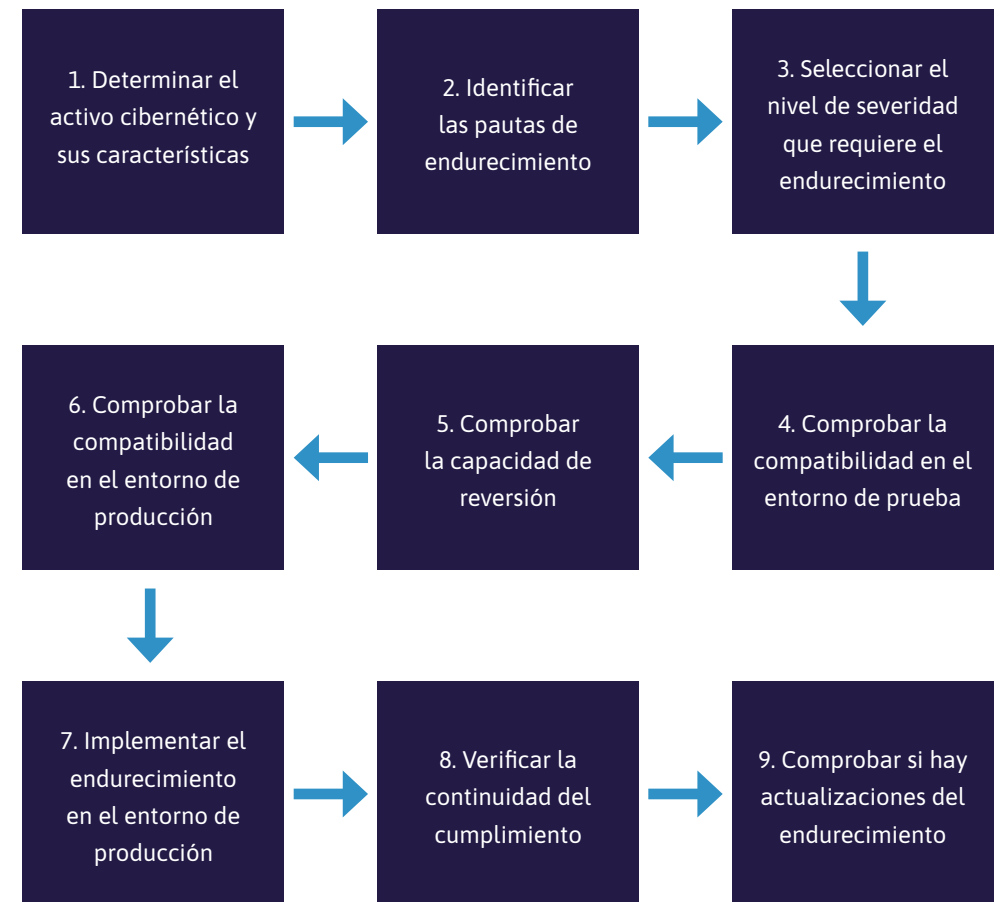 1. Determinar el
activo cibernético y
sus características
2. Identificar
las pautas de
endurecimiento
3. Seleccionar el
nivel de severidad
que requiere el
endurecimiento
4. Comprobar la
compatibilidad en el
entorno de prueba
5. Comprobar
la capacidad de
reversión
6. Comprobar la
compatibilidad
en el entorno de
producción
7. Implementar el
endurecimiento
en el entorno de
producción
8. Verificar la
continuidad del
cumplimiento
9. Comprobar si hay
actualizaciones del
endurecimiento